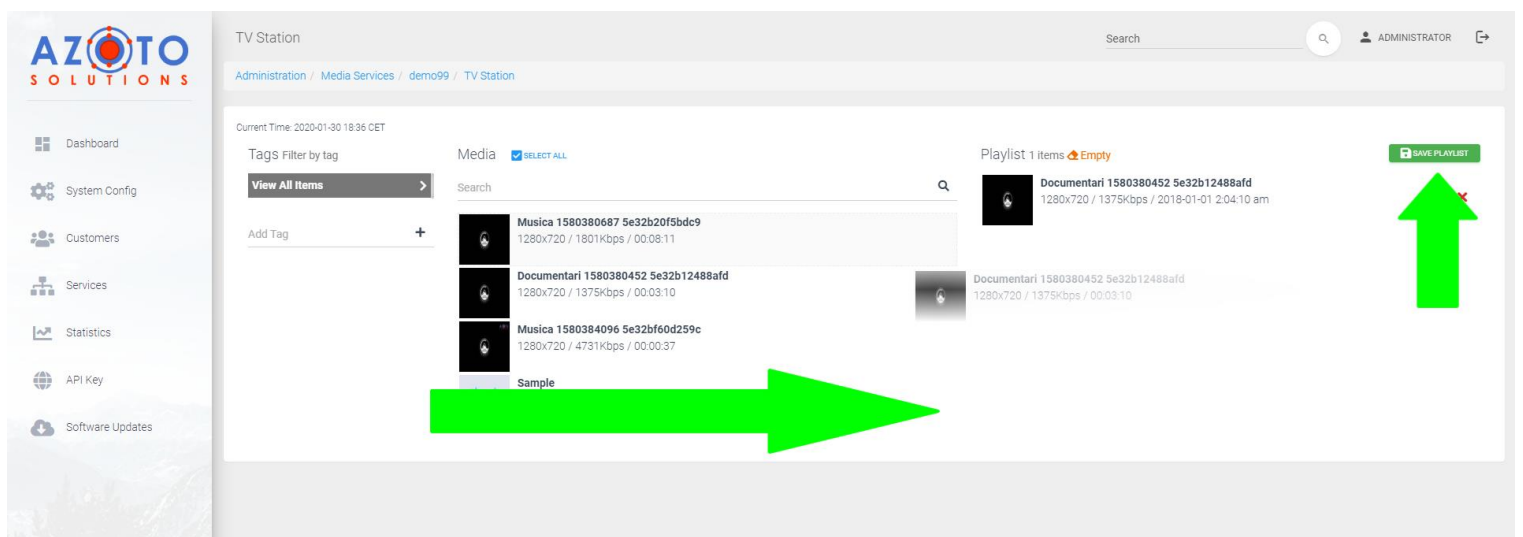 AZOTO
SOLUTIONS
Dashboard
System Config
Customers
Services
Statistics
API Key
Software Updates
TV Station
Search
ADMINISTRATOR
Administration / Media Services / demo99 / TV Station
Current Time: 2020-01-30 18:36 CET
Tags Filter by tag
View All Items
Add Tag
Media SELECT ALL
Search
Musica 1580380687 5e32b20f5bdc9
1280x720 / 1801Kbps / 00:08:11
Documentari 1580380452 5e32b12488afd
1280x720 / 1375Kbps / 00:03:10
Musica 1580384096 5e32bf60d259c
1280x720 / 4731Kbps / 00:00:37
Sample
Playlist 1 items Empty
SAVE PLAYLIST
Documentari 1580380452 5e32b12488afd
1280x720 / 1375Kbps / 2018-01-01 2:04:10 am
Documentari 1580380452 5e32b12488afd
1280x720 / 1375Kbps / 00:03:10